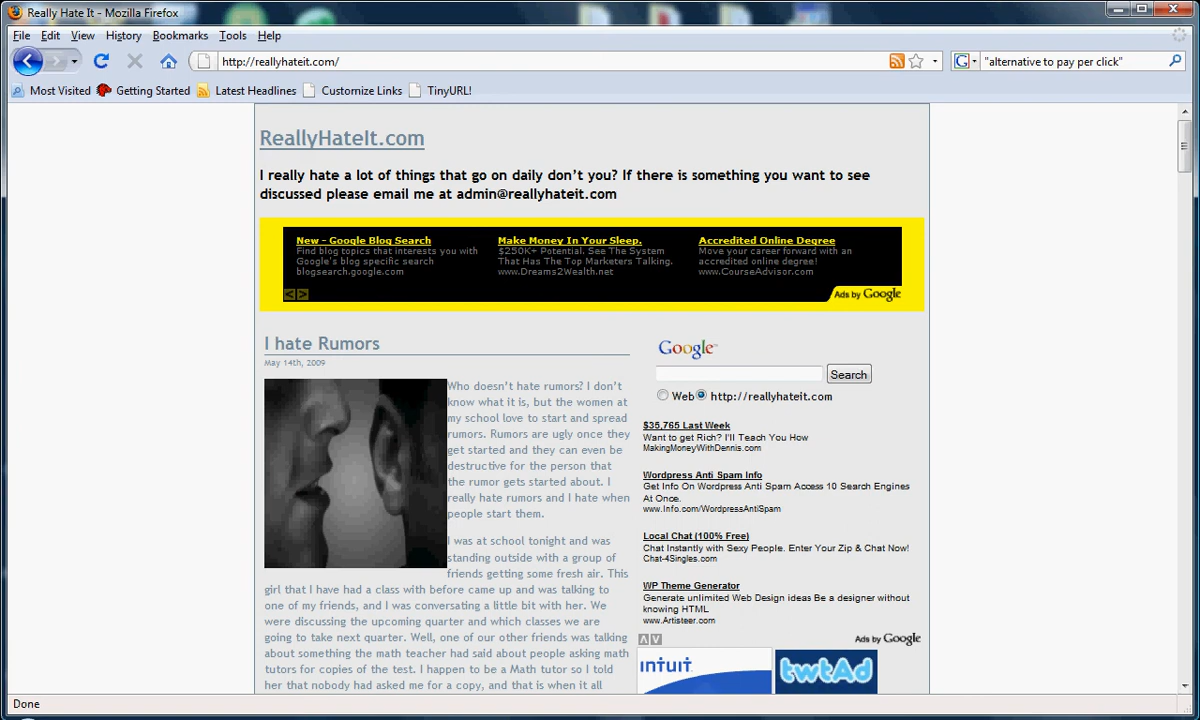 Really Hate It - Mozilla Firefox
File Edit View History Bookmarks Tools Help
http://reallyhateit.com/
G "alternative to pay per click"
Most Visited Getting Started Latest Headlines Customize Links TinyURL!
ReallyHateIt.com
I really hate a lot of things that go on daily don't you? If there is something you want to see
discussed please email me at admin@reallyhateit.com
New - Google Blog Search
Find blog topics that interests you with
Google's blog specific search
blogsearch.google.com
Make Money In Your Sleep.
$250K+ Potential. See The System
That Has The Top Marketers Talking.
www.Dreams2Wealth.net
Accredited Online Degree
Move your career forward with an
accredited online degree!
www.CourseAdvisor.com
< >
Ads by Google
I hate Rumors
May 14th, 2009
Who doesn't hate rumors? I don't
know what it is, but the women at
my school love to start and spread
rumors. Rumors are ugly once they
get started and they can even be
destructive for the person that
the rumor gets started about. I
really hate rumors and I hate when
people start them.
I was at school tonight and was
standing outside with a group of
friends getting some fresh air. This
girl that I have had a class with before came up and was talking to
one of my friends, and I was conversating a little bit with her. We
were discussing the upcoming quarter and which classes we are
going to take next quarter. Well, one of our other friends was talking
about something the math teacher had said about people asking math
tutors for copies of the test. I happen to be a Math tutor so I told
her that nobody had asked me for a copy, and that is when it all
Google™
Search
Web http://reallyhateit.com
$35,765 Last Week
Want to get Rich? I'll Teach You How
MakingMoneyWithDennis.com
Wordpress Anti Spam Info
Get Info On Wordpress Anti Spam Access 10 Search Engines
At Once.
www.Info.com/WordpressAntiSpam
Local Chat (100% Free)
Chat Instantly with Sexy People. Enter Your Zip & Chat Now!
Chat-4Singles.com
WP Theme Generator
Generate unlimited Web Design ideas Be a designer without
knowing HTML
www.Artisteer.com
Ads by Google
intuit
twtAd
Done